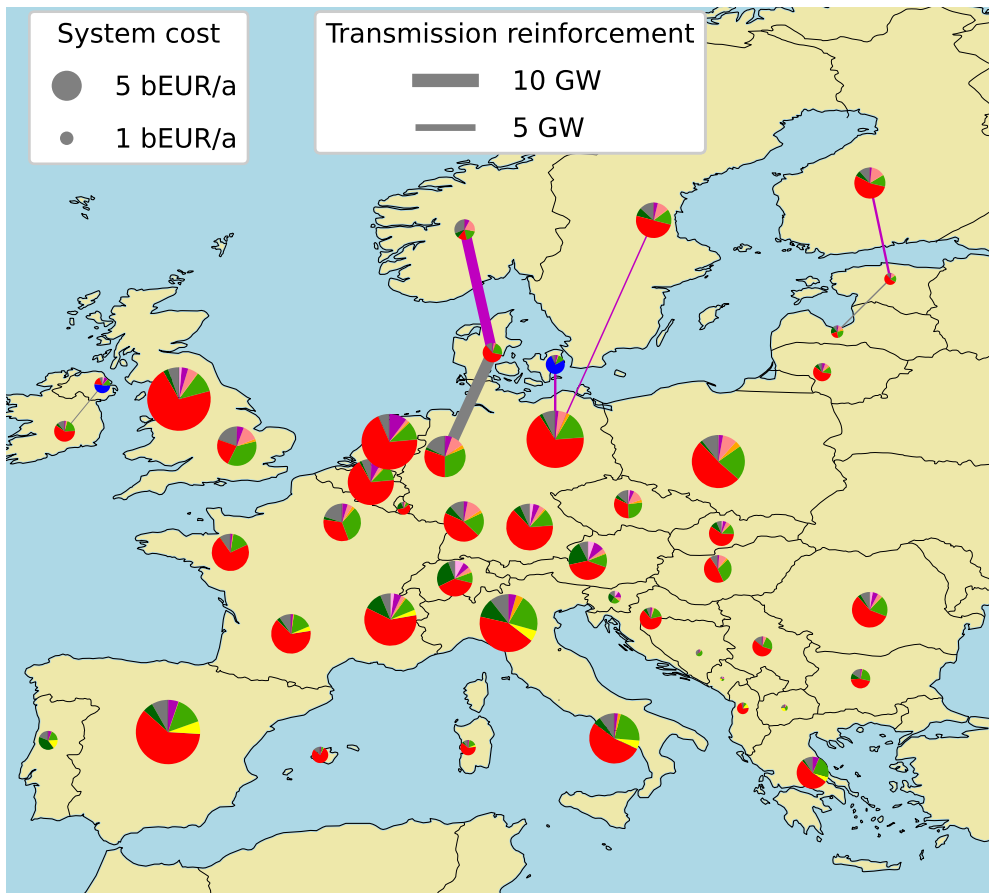 System cost
5 bEUR/a
1 bEUR/a
Transmission reinforcement
10 GW
5 GW